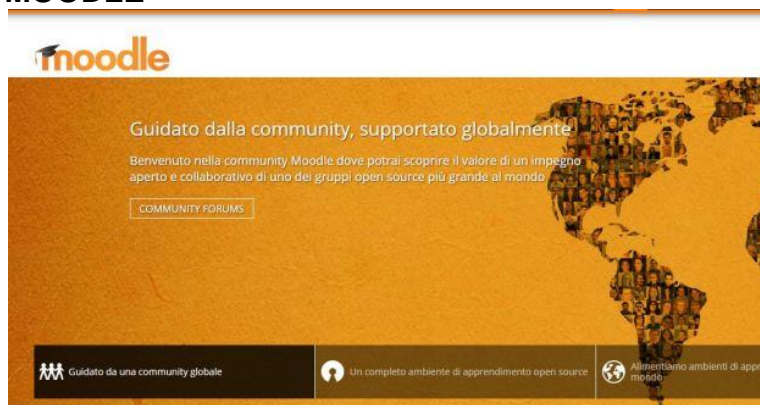 MOODLE
moodle
Guidato dalla community, supportato globalmente
Benvenuto nella community Moodle dove potrai scoprire il valore di un impegno
aperto e collaborativo di uno dei gruppi open source più grande al mondo
COMMUNITY FORUMS
Guidato da una community globale
Un completo ambiente di apprendimento open source
Alimentiamo ambienti di appr
mondo